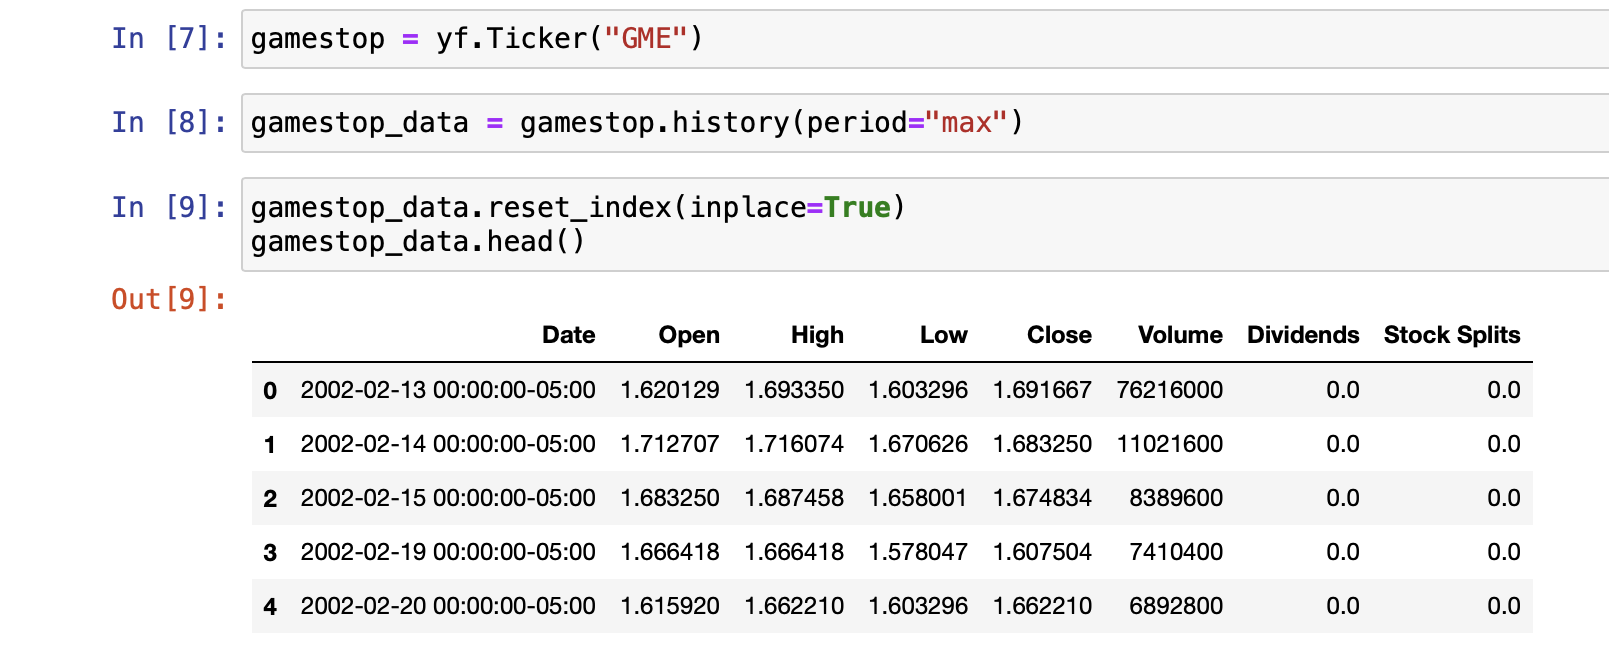 In [7]: gamestop = yf.Ticker("GME")
In [8]: gamestop_data = gamestop.history(period="max")
In [9]: gamestop_data.reset_index(inplace=True)
gamestop_data.head()
Out[9]:
Date Open High Low Close Volume Dividends Stock Splits
0 2002-02-13 00:00:00-05:00 1.620129 1.693350 1.603296 1.691667 76216000 0.0 0.0
1 2002-02-14 00:00:00-05:00 1.712707 1.716074 1.670626 1.683250 11021600 0.0 0.0
2 2002-02-15 00:00:00-05:00 1.683250 1.687458 1.658001 1.674834 8389600 0.0 0.0
3 2002-02-19 00:00:00-05:00 1.666418 1.666418 1.578047 1.607504 7410400 0.0 0.0
4 2002-02-20 00:00:00-05:00 1.615920 1.662210 1.603296 1.662210 6892800 0.0 0.0